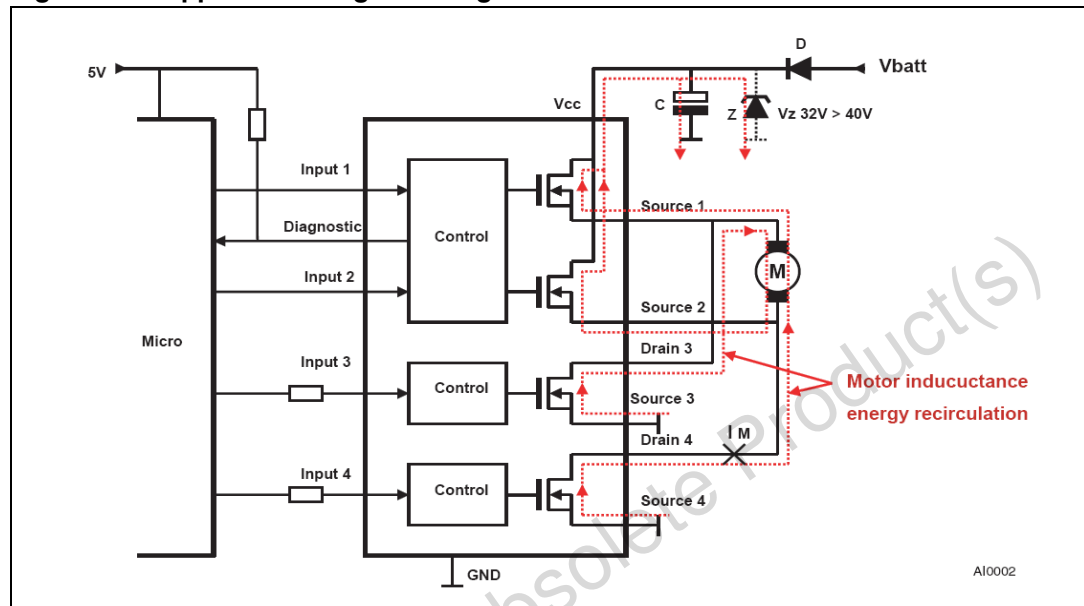 5V
D
Vbatt
Vcc
C
Z
Vz 32V > 40V
Input 1
Source 1
Diagnostic
Control
M
Input 2
Source 2
Micro
Drain 3
Input 3
Control
Source 3
Motor inducuctance
energy recirculation
Drain 4
I M
Input 4
Control
Source 4
GND
AI0002
bsolete Product(s)